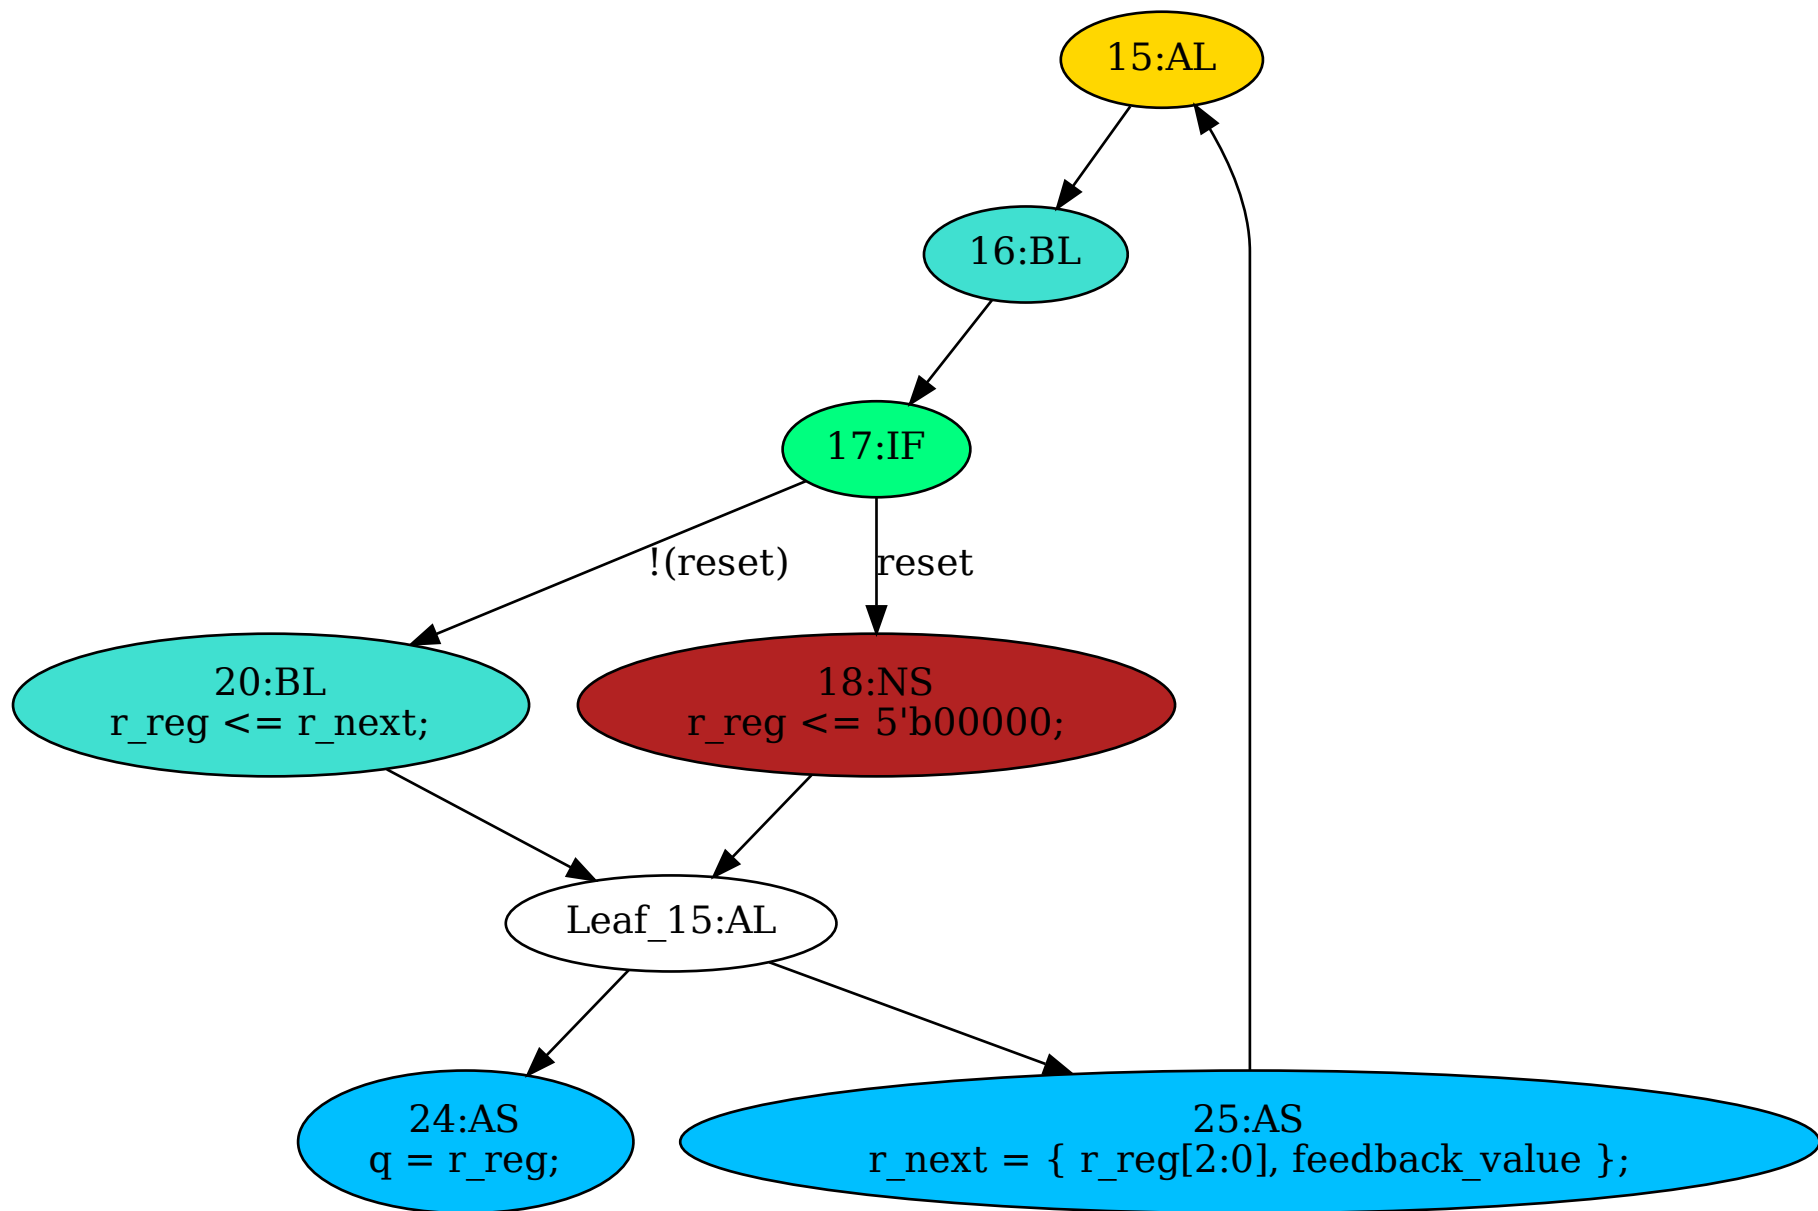 15:AL
16:BL
17:IF
!(reset)
reset
20:BL
r_reg <= r_next;
18:NS
r_reg <= 5'b00000;
Leaf_15:AL
24:AS
q = r_reg;
25:AS
r_next = { r_reg[2:0], feedback_value };